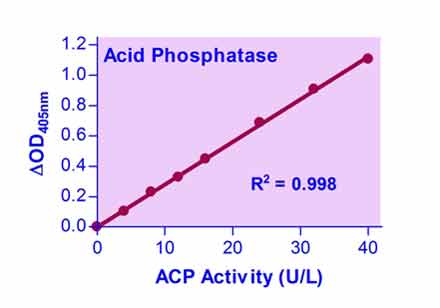 Acid Phosphatase
1.2
1.0
0.8
0.6
0.4
0.2
0.0
ΔOD405nm
R² = 0.998
0 10 20 30 40
ACP Activity (U/L)